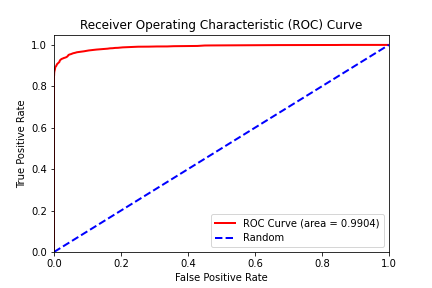 Receiver Operating Characteristic (ROC) Curve
True Positive Rate
1.0
0.8
0.6
0.4
0.2
0.0
0.0 0.2 0.4 0.6 0.8 1.0
False Positive Rate
ROC Curve (area = 0.9904)
Random